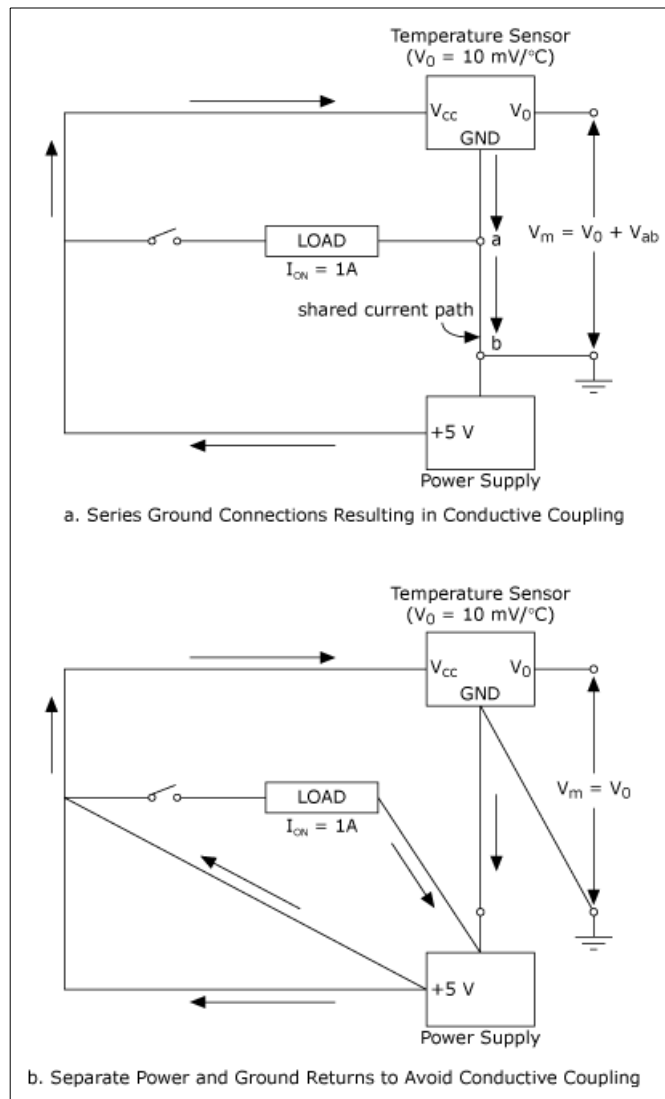 Temperature Sensor
(V₀ = 10 mV/°C)
Vcc V₀
GND
LOAD
a
Vₘ = V₀ + Vab
Iᴏɴ = 1A
shared current path
b
+5 V
Power Supply
a. Series Ground Connections Resulting in Conductive Coupling
Temperature Sensor
(V₀ = 10 mV/°C)
Vcc V₀
GND
LOAD
Vₘ = V₀
Iᴏɴ = 1A
+5 V
Power Supply
b. Separate Power and Ground Returns to Avoid Conductive Coupling